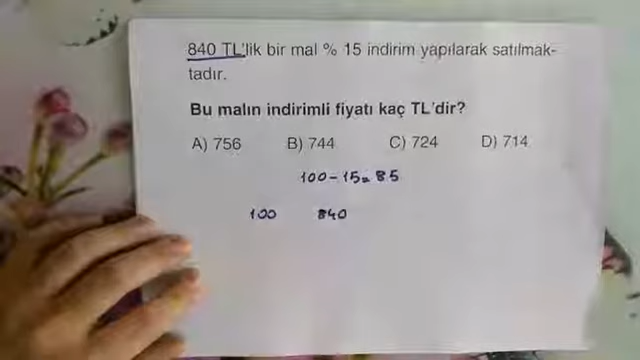 840 TL'lik bir mal % 15 indirim yapılarak satılmak-
tadır.
Bu malın indirimli fiyatı kaç TL'dir?
A) 756 B) 744 C) 724 D) 714
100 - 15 = 85
100 840